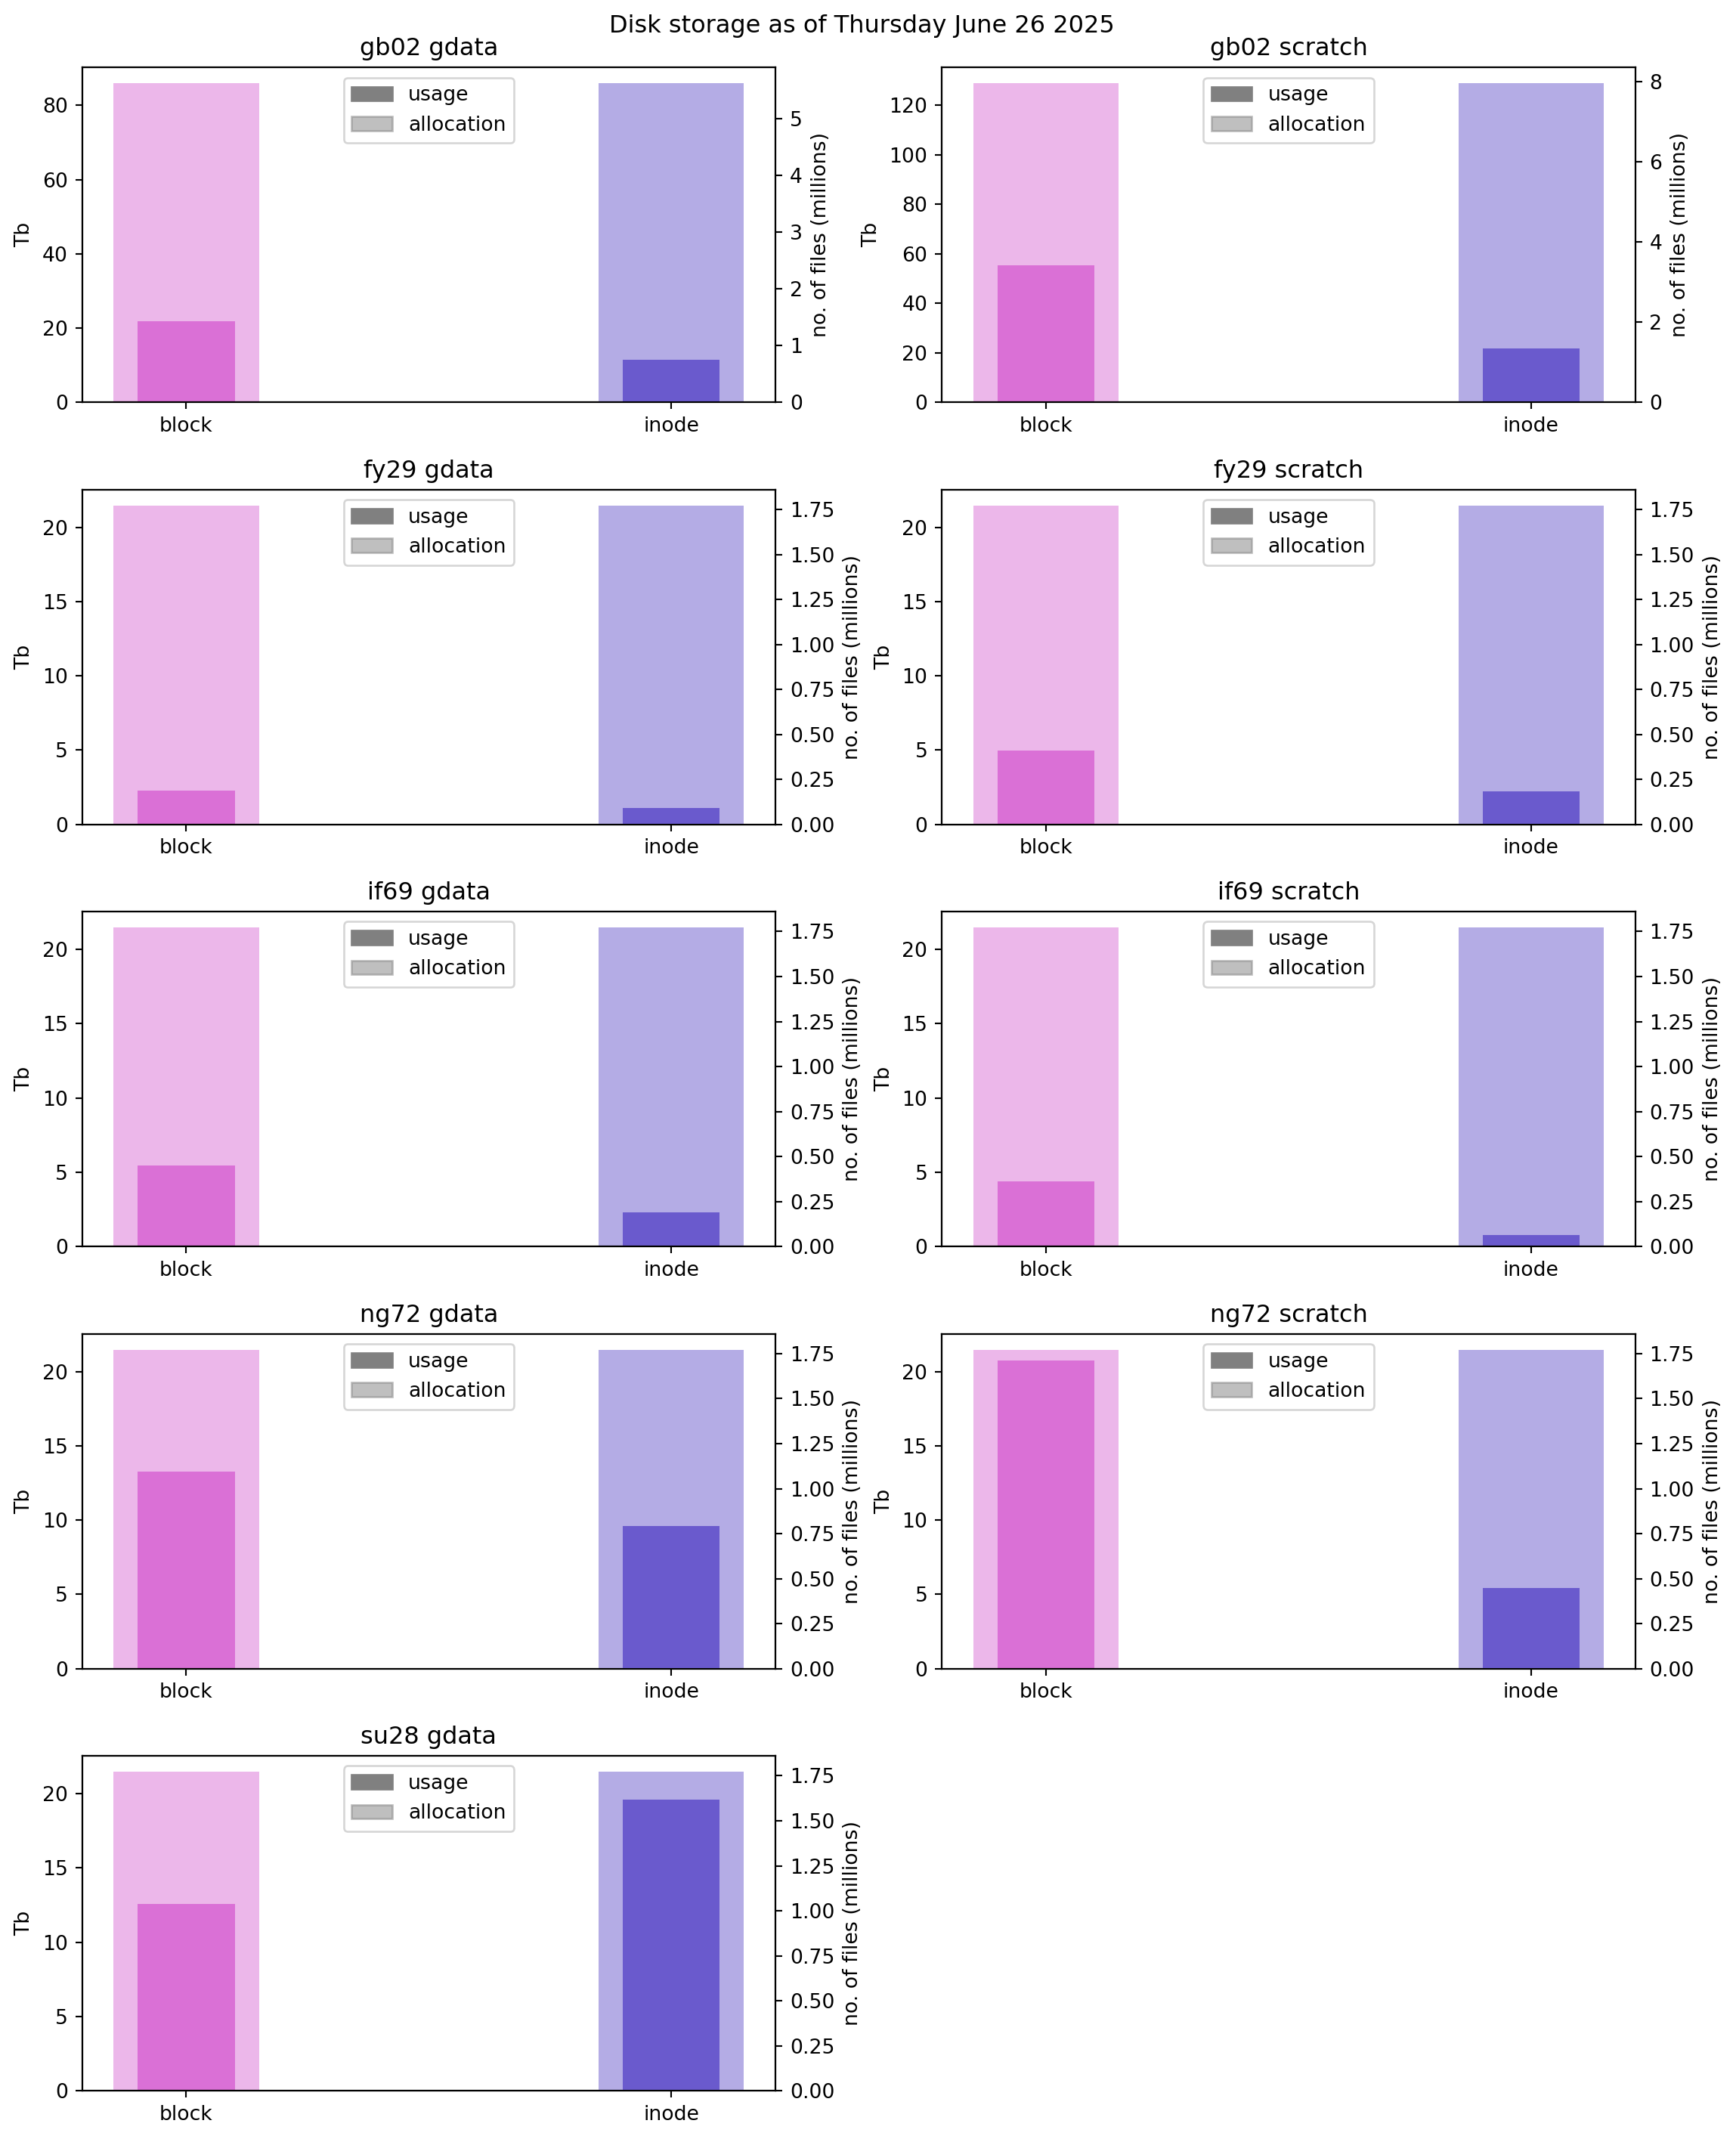 Disk storage as of Thursday June 26 2025
gb02 gdata
usage
allocation
80
60
40
20
0
Tb
5
4
3
2
1
0
no. of files (millions)
block
inode
gb02 scratch
usage
allocation
120
100
80
60
40
20
0
Tb
8
6
4
2
0
no. of files (millions)
block
inode
fy29 gdata
usage
allocation
20
15
10
5
0
Tb
1.75
1.50
1.25
1.00
0.75
0.50
0.25
0.00
no. of files (millions)
block
inode
fy29 scratch
usage
allocation
20
15
10
5
0
Tb
1.75
1.50
1.25
1.00
0.75
0.50
0.25
0.00
no. of files (millions)
block
inode
if69 gdata
usage
allocation
20
15
10
5
0
Tb
1.75
1.50
1.25
1.00
0.75
0.50
0.25
0.00
no. of files (millions)
block
inode
if69 scratch
usage
allocation
20
15
10
5
0
Tb
1.75
1.50
1.25
1.00
0.75
0.50
0.25
0.00
no. of files (millions)
block
inode
ng72 gdata
usage
allocation
20
15
10
5
0
Tb
1.75
1.50
1.25
1.00
0.75
0.50
0.25
0.00
no. of files (millions)
block
inode
ng72 scratch
usage
allocation
20
15
10
5
0
Tb
1.75
1.50
1.25
1.00
0.75
0.50
0.25
0.00
no. of files (millions)
block
inode
su28 gdata
usage
allocation
20
15
10
5
0
Tb
1.75
1.50
1.25
1.00
0.75
0.50
0.25
0.00
no. of files (millions)
block
inode